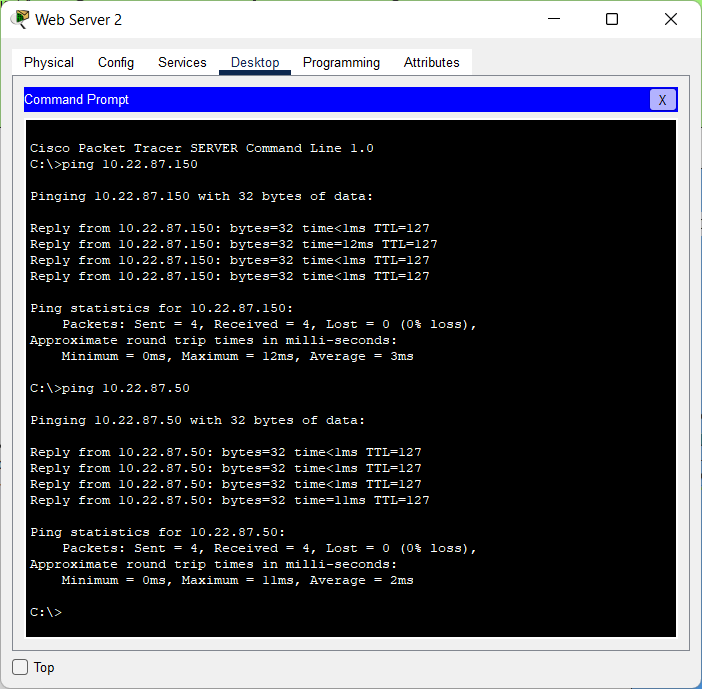 Web Server 2
Physical Config Services Desktop Programming Attributes
Command Prompt X
Cisco Packet Tracer SERVER Command Line 1.0
C:\>ping 10.22.87.150
Pinging 10.22.87.150 with 32 bytes of data:
Reply from 10.22.87.150: bytes=32 time<1ms TTL=127
Reply from 10.22.87.150: bytes=32 time=12ms TTL=127
Reply from 10.22.87.150: bytes=32 time<1ms TTL=127
Reply from 10.22.87.150: bytes=32 time<1ms TTL=127
Ping statistics for 10.22.87.150:
    Packets: Sent = 4, Received = 4, Lost = 0 (0% loss),
Approximate round trip times in milli-seconds:
    Minimum = 0ms, Maximum = 12ms, Average = 3ms
C:\>ping 10.22.87.50
Pinging 10.22.87.50 with 32 bytes of data:
Reply from 10.22.87.50: bytes=32 time<1ms TTL=127
Reply from 10.22.87.50: bytes=32 time<1ms TTL=127
Reply from 10.22.87.50: bytes=32 time<1ms TTL=127
Reply from 10.22.87.50: bytes=32 time=11ms TTL=127
Ping statistics for 10.22.87.50:
    Packets: Sent = 4, Received = 4, Lost = 0 (0% loss),
Approximate round trip times in milli-seconds:
    Minimum = 0ms, Maximum = 11ms, Average = 2ms
C:\>
Top